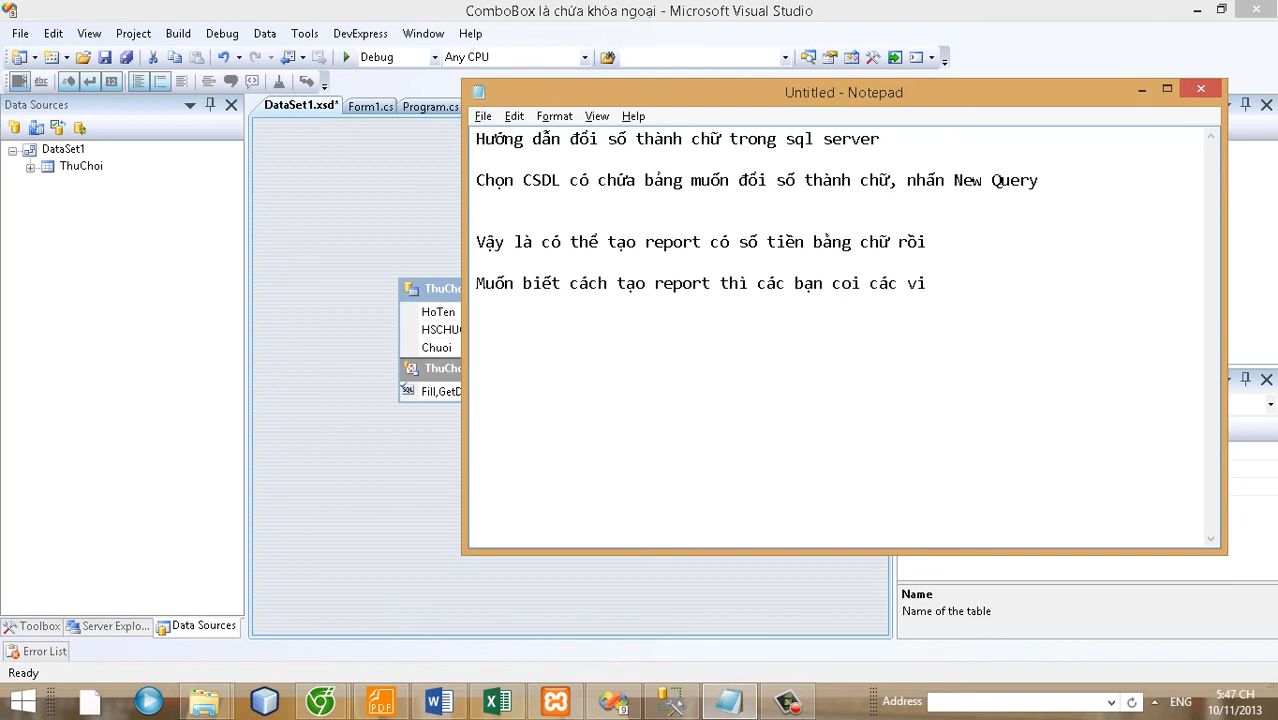 ComboBox là chứa khóa ngoại - Microsoft Visual Studio
File Edit View Project Build Debug Data Tools DevExpress Window Help
Debug Any CPU
Data Sources
DataSet1.xsd* Form1.cs Program.cs
DataSet1
ThuChoi
Untitled - Notepad
File Edit Format View Help
Hướng dẫn đổi số thành chữ trong sql server
Chọn CSDL có chứa bảng muốn đổi số thành chữ, nhấn New Query
Vậy là có thể tạo report có số tiền bằng chữ rồi
Muốn biết cách tạo report thì các bạn coi các vi
HoTen
Chuoi
Name
Name of the table
Toolbox Server Explo... Data Sources
Error List
Ready
Address
ENG
5:47 CH
10/11/2013